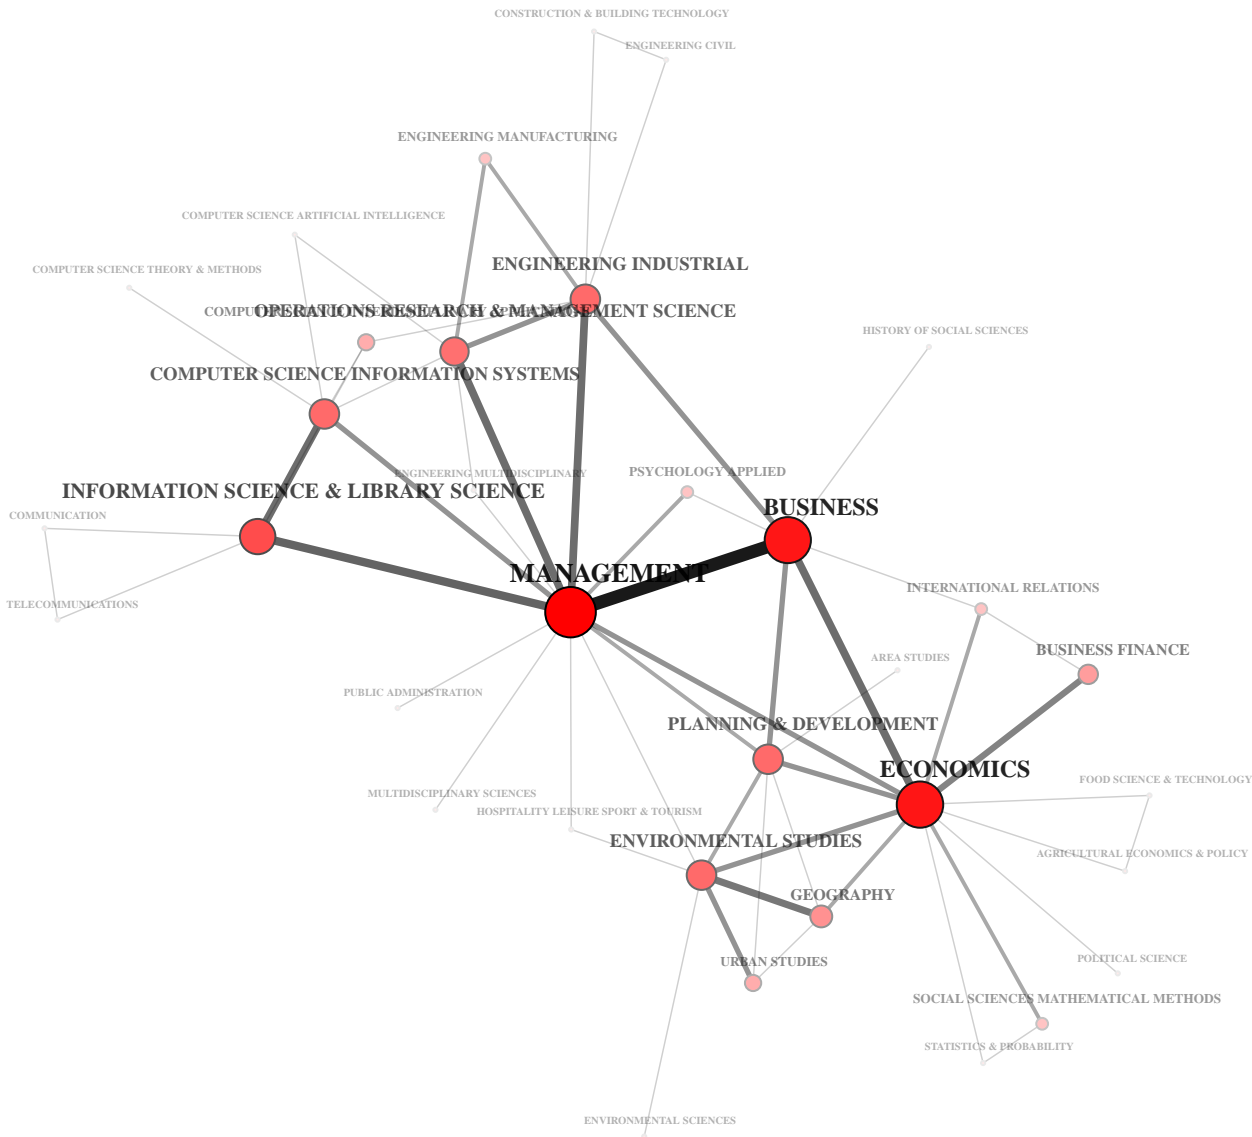 CONSTRUCTION & BUILDING TECHNOLOGY
ENGINEERING CIVIL
ENGINEERING MANUFACTURING
COMPUTER SCIENCE ARTIFICIAL INTELLIGENCE
ENGINEERING INDUSTRIAL
COMPUTER SCIENCE THEORY & METHODS
OPERATIONS RESEARCH & MANAGEMENT SCIENCE
HISTORY OF SOCIAL SCIENCES
COMPUTER SCIENCE INFORMATION SYSTEMS
ENGINEERING MULTIDISCIPLINARY
PSYCHOLOGY APPLIED
INFORMATION SCIENCE & LIBRARY SCIENCE
BUSINESS
COMMUNICATION
MANAGEMENT
INTERNATIONAL RELATIONS
TELECOMMUNICATIONS
BUSINESS FINANCE
AREA STUDIES
PUBLIC ADMINISTRATION
PLANNING & DEVELOPMENT
ECONOMICS
FOOD SCIENCE & TECHNOLOGY
MULTIDISCIPLINARY SCIENCES
HOSPITALITY LEISURE SPORT & TOURISM
ENVIRONMENTAL STUDIES
AGRICULTURAL ECONOMICS & POLICY
GEOGRAPHY
URBAN STUDIES
POLITICAL SCIENCE
SOCIAL SCIENCES MATHEMATICAL METHODS
STATISTICS & PROBABILITY
ENVIRONMENTAL SCIENCES